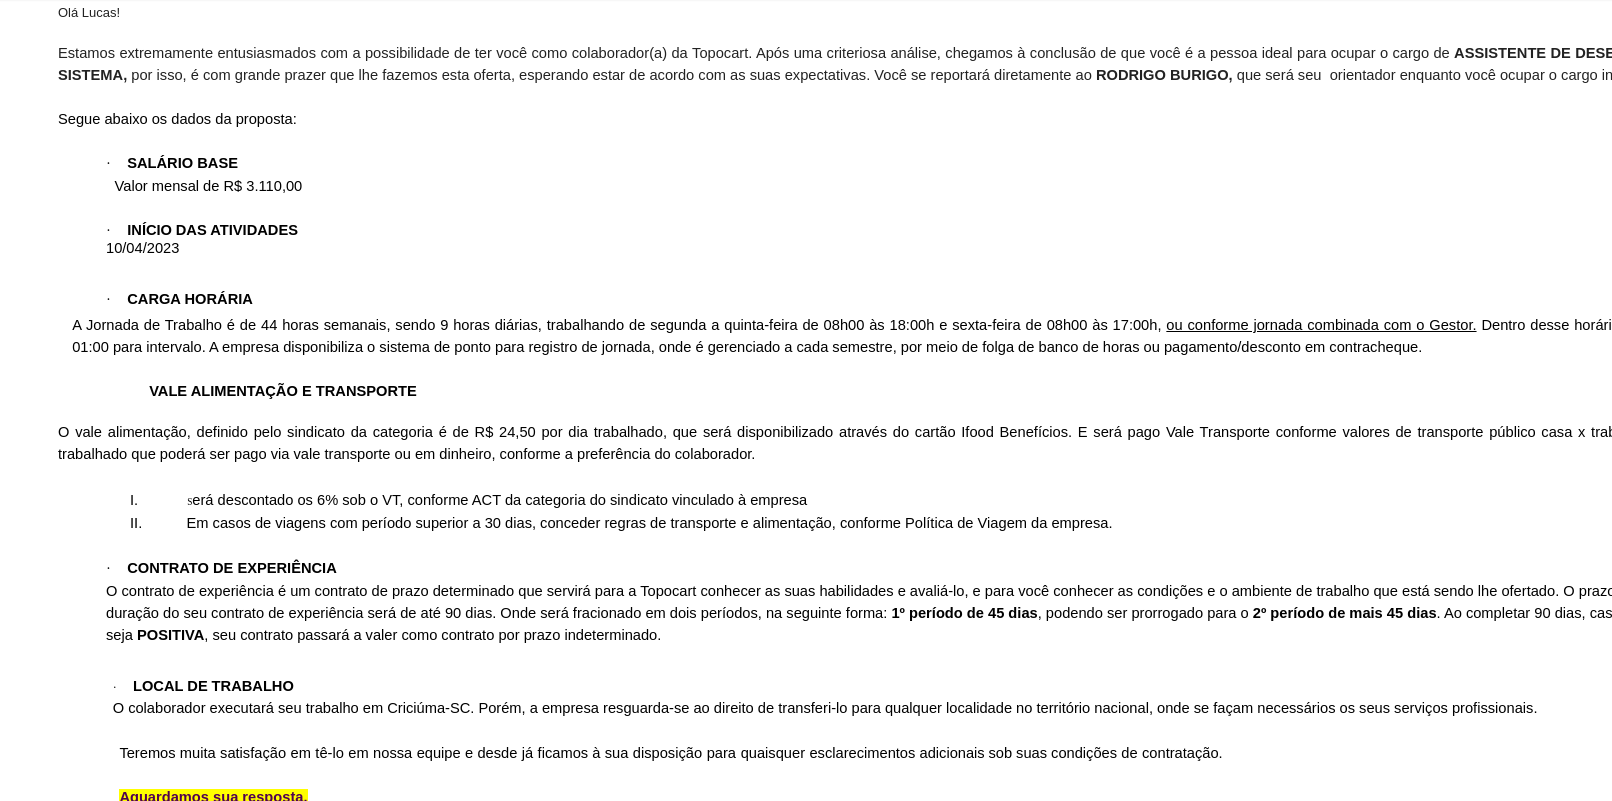 Olá Lucas!
Estamos extremamente entusiasmados com a possibilidade de ter você como colaborador(a) da Topocart. Após uma criteriosa análise, chegamos à conclusão de que você é a pessoa ideal para ocupar o cargo de ASSISTENTE DE
SISTEMA, por isso, é com grande prazer que lhe fazemos esta oferta, esperando estar de acordo com as suas expectativas. Você se reportará diretamente ao RODRIGO BURIGO, que será seu orientador enquanto você ocupar o cargo
Segue abaixo os dados da proposta:
· SALÁRIO BASE
Valor mensal de R$ 3.110,00
· INÍCIO DAS ATIVIDADES
10/04/2023
· CARGA HORÁRIA
A Jornada de Trabalho é de 44 horas semanais, sendo 9 horas diárias, trabalhando de segunda a quinta-feira de 08h00 às 18:00h e sexta-feira de 08h00 às 17:00h, ou conforme jornada combinada com o Gestor. Dentro desse
01:00 para intervalo. A empresa disponibiliza o sistema de ponto para registro de jornada, onde é gerenciado a cada semestre, por meio de folga de banco de horas ou pagamento/desconto em contracheque.
VALE ALIMENTAÇÃO E TRANSPORTE
O vale alimentação, definido pelo sindicato da categoria é de R$ 24,50 por dia trabalhado, que será disponibilizado através do cartão Ifood Benefícios. E será pago Vale Transporte conforme valores de transporte público casa x
trabalhado que poderá ser pago via vale transporte ou em dinheiro, conforme a preferência do colaborador.
I. será descontado os 6% sob o VT, conforme ACT da categoria do sindicato vinculado à empresa
II. Em casos de viagens com período superior a 30 dias, conceder regras de transporte e alimentação, conforme Política de Viagem da empresa.
· CONTRATO DE EXPERIÊNCIA
O contrato de experiência é um contrato de prazo determinado que servirá para a Topocart conhecer as suas habilidades e avaliá-lo, e para você conhecer as condições e o ambiente de trabalho que está sendo lhe ofertado. O prazo
duração do seu contrato de experiência será de até 90 dias. Onde será fracionado em dois períodos, na seguinte forma: 1º período de 45 dias, podendo ser prorrogado para o 2º período de mais 45 dias. Ao completar 90 dias,
seja POSITIVA, seu contrato passará a valer como contrato por prazo indeterminado.
· LOCAL DE TRABALHO
O colaborador executará seu trabalho em Criciúma-SC. Porém, a empresa resguarda-se ao direito de transferi-lo para qualquer localidade no território nacional, onde se façam necessários os seus serviços profissionais.
Teremos muita satisfação em tê-lo em nossa equipe e desde já ficamos à sua disposição para quaisquer esclarecimentos adicionais sob suas condições de contratação.
Aguardamos sua resposta.